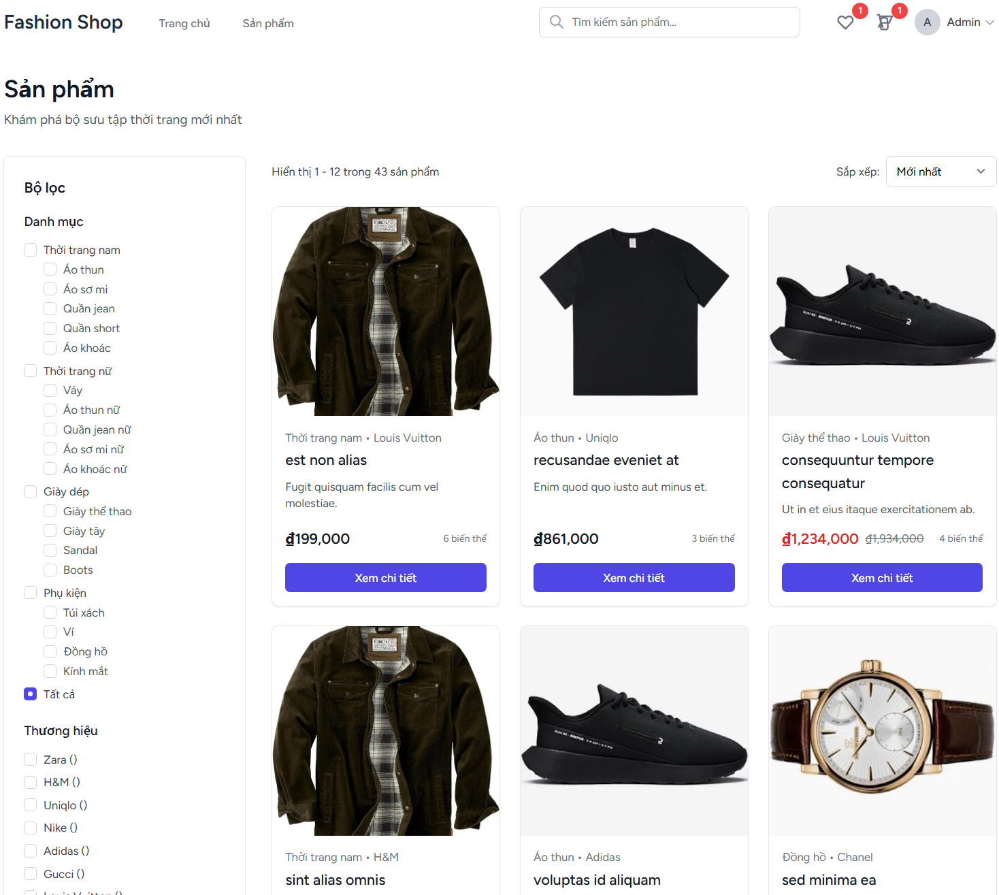 Fashion Shop
Trang chủ
Sản phẩm
Tìm kiếm sản phẩm...
1
1
A
Admin
Sản phẩm
Khám phá bộ sưu tập thời trang mới nhất
Bộ lọc
Danh mục
Thời trang nam
Áo thun
Áo sơ mi
Quần jean
Quần short
Áo khoác
Thời trang nữ
Váy
Áo thun nữ
Quần jean nữ
Áo sơ mi nữ
Áo khoác nữ
Giày dép
Giày thể thao
Giày tây
Sandal
Boots
Phụ kiện
Túi xách
Ví
Đồng hồ
Kính mắt
Tất cả
Thương hiệu
Zara ()
H&M ()
Uniqlo ()
Nike ()
Adidas ()
Gucci ()
Louis Vuitton ()
Hiển thị 1 - 12 trong 43 sản phẩm
Sắp xếp:
Mới nhất
Thời trang nam • Louis Vuitton
est non alias
Fugit quisquam facilis cum vel
molestiae.
₫199,000
6 biến thể
Xem chi tiết
Áo thun • Uniqlo
recusandae eveniet at
Enim quod quo iusto aut minus et.
₫861,000
3 biến thể
Xem chi tiết
Giày thể thao • Louis Vuitton
consequuntur tempore
consequatur
Ut in et eius itaque exercitationem ab.
₫1,234,000
₫1,934,000
4 biến thể
Xem chi tiết
Thời trang nam • H&M
sint alias omnis
Áo thun • Adidas
voluptas id aliquam
Đồng hồ • Chanel
sed minima ea